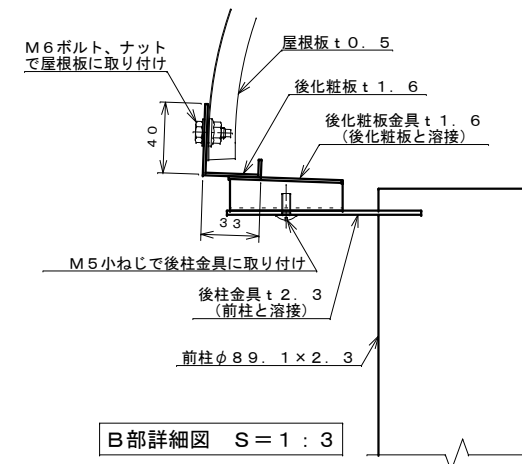 M6ボルト、ナット
で屋根板に取り付け
屋根板t0.5
後化粧板t1.6
後化粧板金具t1.6
(後化粧板と溶接)
40
33
M5小ねじで後柱金具に取り付け
後柱金具t2.3
(前柱と溶接)
前柱φ89.1×2.3
B部詳細図 S=1:3